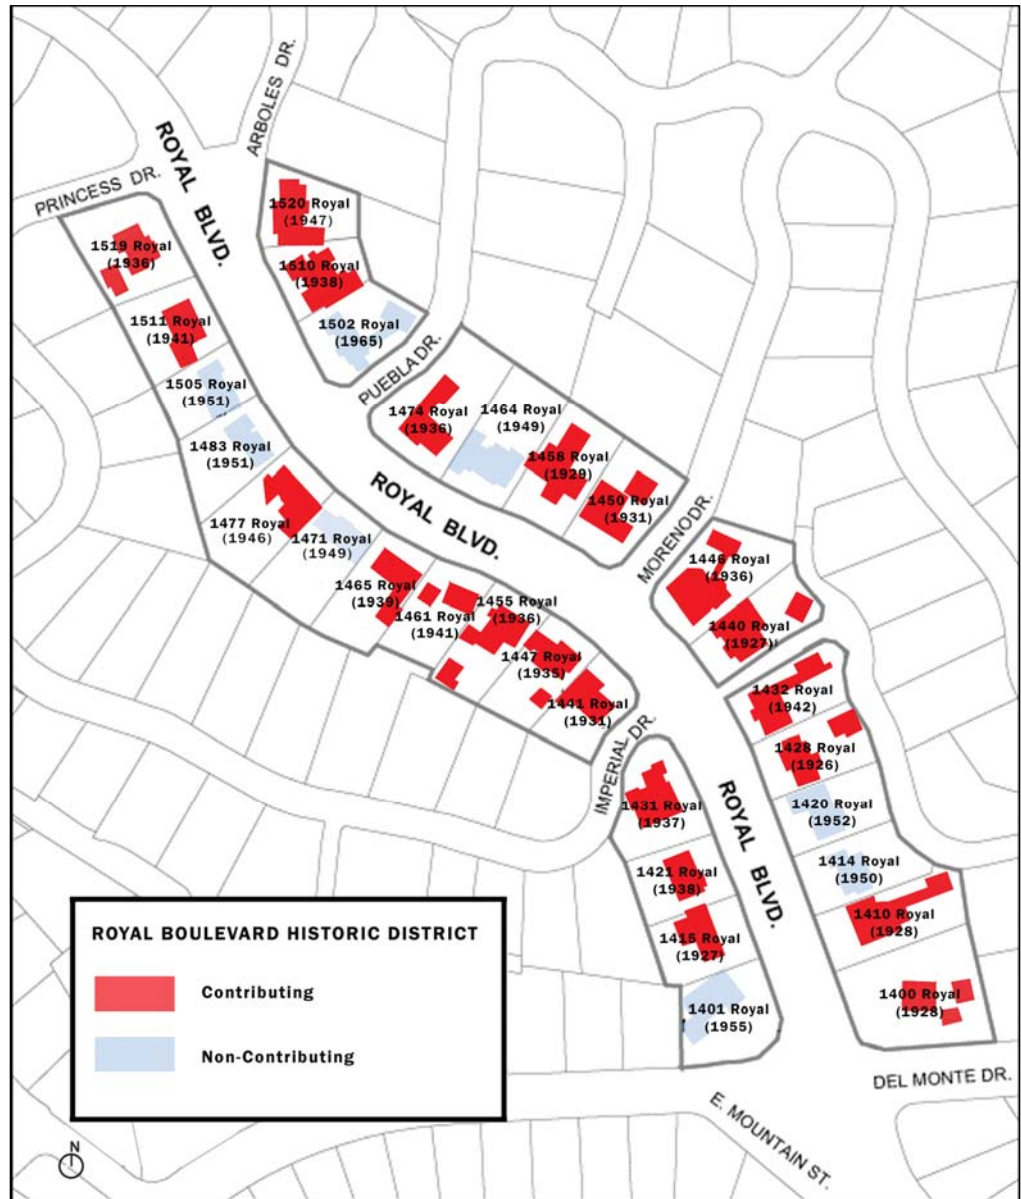 ARBOLES DR.
ROYAL BLVD.
PRINCESS DR.
1520 Royal
(1947)
1519 Royal
(1936)
1510 Royal
(1938)
1511 Royal
(1941)
1502 Royal
(1965)
PUEBLA DR.
1505 Royal
(1951)
1474 Royal
(1936)
1464 Royal
(1949)
1483 Royal
(1951)
1458 Royal
(1929)
ROYAL BLVD.
1450 Royal
(1931)
1477 Royal
(1946)
1471 Royal
(1949)
MORENO DR.
1446 Royal
(1936)
1465 Royal
(1939)
1461 Royal
(1941)
1455 Royal
(1936)
1440 Royal
(1927)
1447 Royal
(1935)
1441 Royal
(1931)
1432 Royal
(1942)
IMPERIAL DR.
1428 Royal
(1926)
1431 Royal
(1937)
ROYAL BLVD.
1420 Royal
(1952)
1421 Royal
(1938)
1414 Royal
(1950)
1410 Royal
(1928)
1415 Royal
(1927)
1400 Royal
(1928)
1401 Royal
(1955)
ROYAL BOULEVARD HISTORIC DISTRICT
Contributing
Non-Contributing
DEL MONTE DR.
E. MOUNTAIN ST.
N